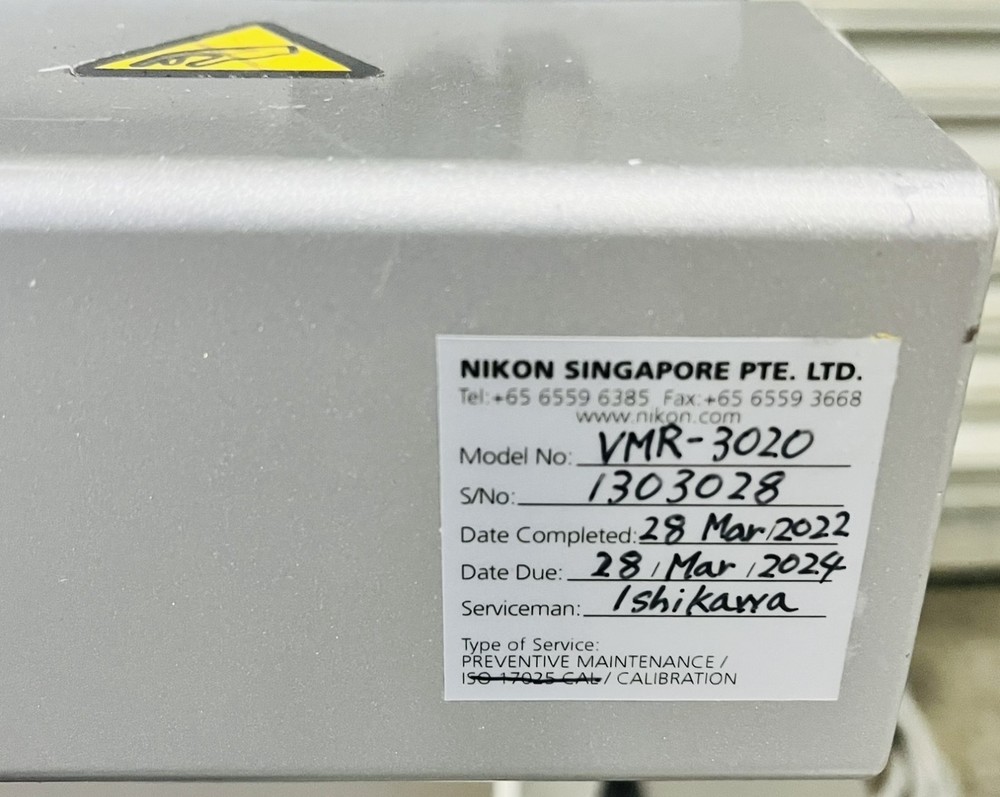 NIKON SINGAPORE PTE. LTD.
Tel:+65 6559 6385 Fax:+65 6559 3668
www.nikon.com
Model No: VMR-3020
S/No: 1303028
Date Completed: 28 Mar/2022
Date Due: 28/Mar/2024
Serviceman: Ishikawa
Type of Service:
PREVENTIVE MAINTENANCE /
ISO 17025 CAL / CALIBRATION